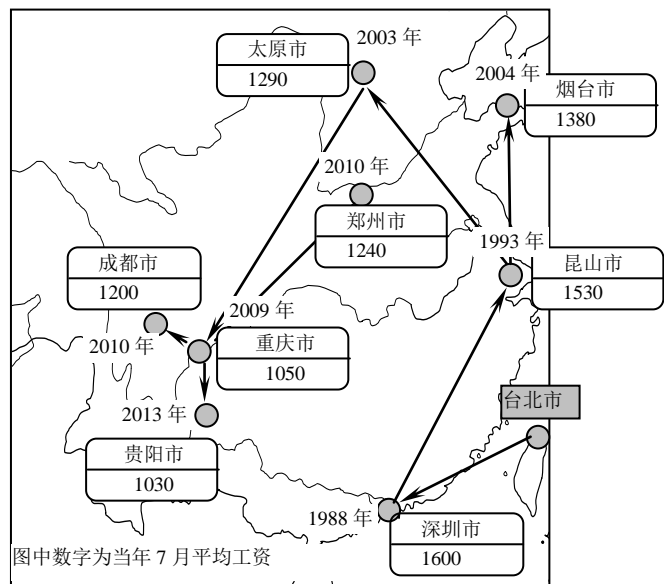 2003 年
太原市
1290
2004 年
烟台市
1380
2010 年
郑州市
1240
1993 年
昆山市
1530
成都市
1200
2009 年
2010 年
重庆市
1050
台北市
2013 年
贵阳市
1030
1988 年
深圳市
1600
图中数字为当年 7 月平均工资